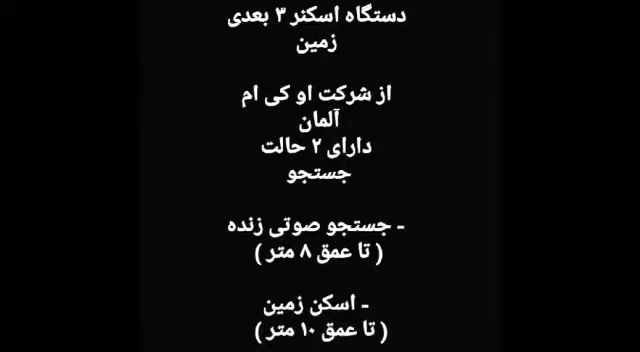 دستگاه اسکنر ۳ بعدی
زمین
از شرکت او کی ام
آلمان
دارای ۲ حالت
جستجو
- جستجو صوتی زنده
( تا عمق ۸ متر )
- اسکن زمین
( تا عمق ۱۰ متر )